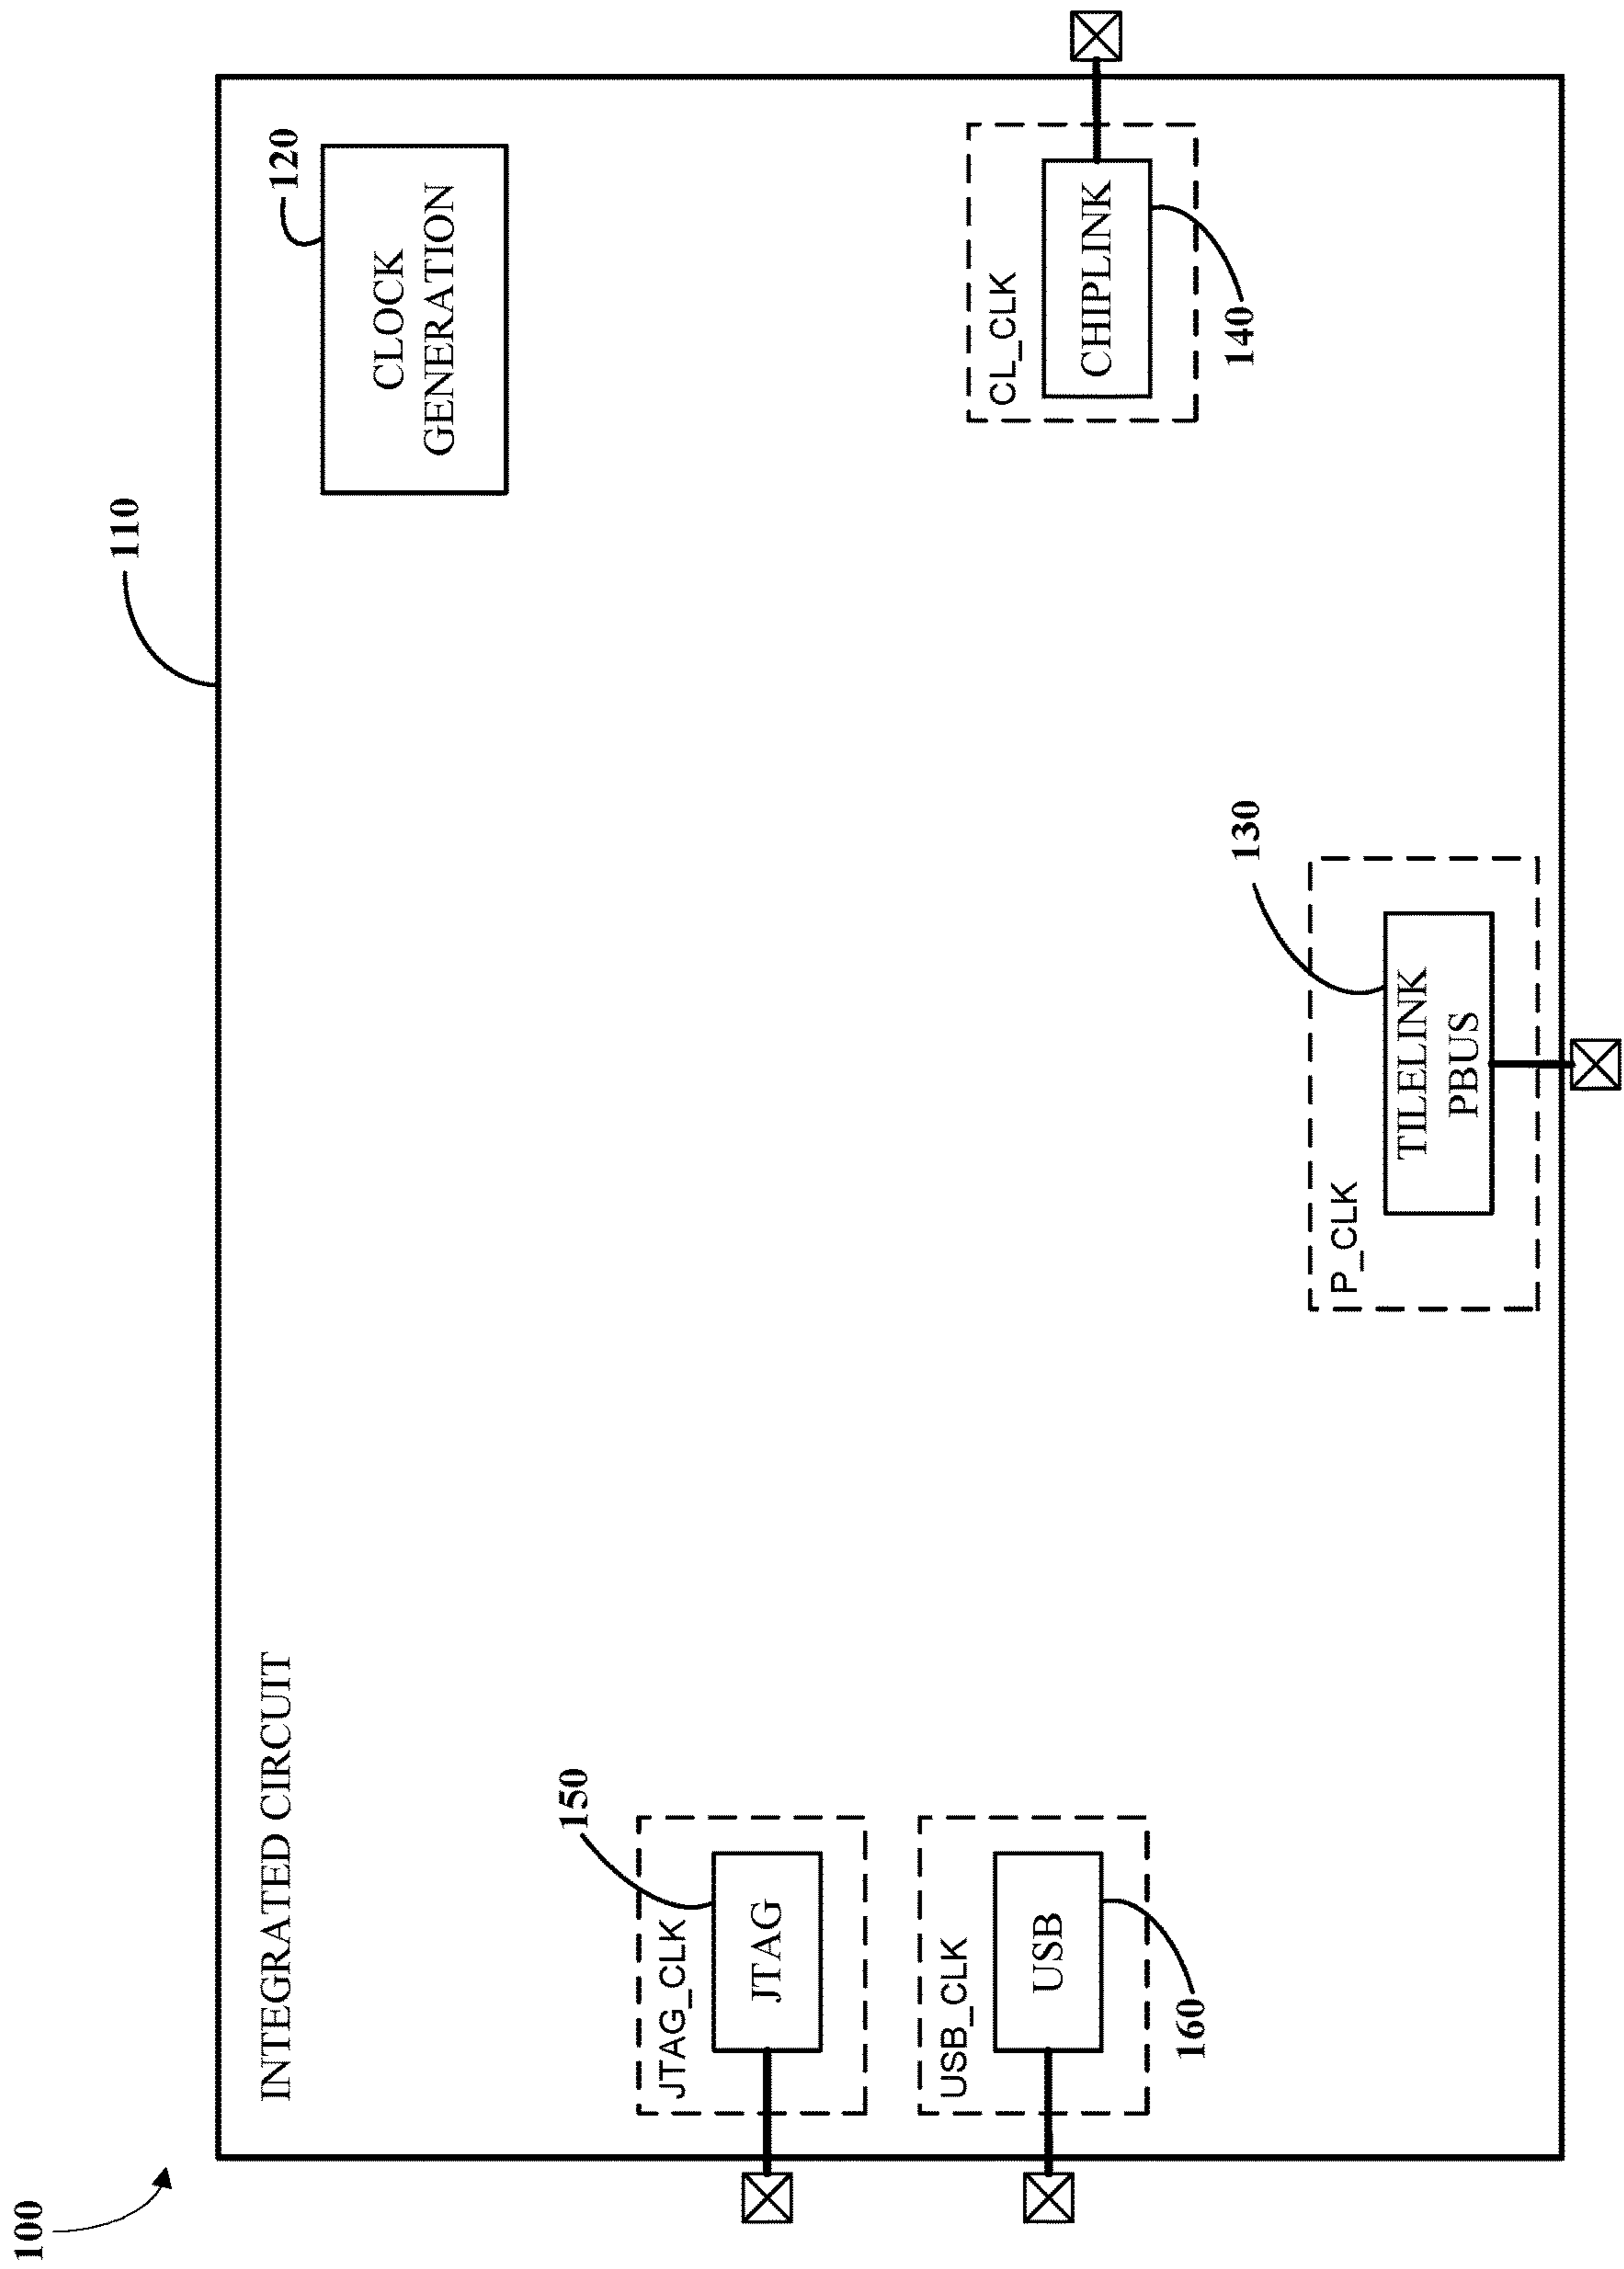 100
110
INTEGRATED CIRCUIT
120
CLOCK
GENERATION
150
JTAG_CLK
JTAG
USB_CLK
USB
160
CL_CLK
CHIPLINK
140
130
P_CLK
TILELINK
PBUS